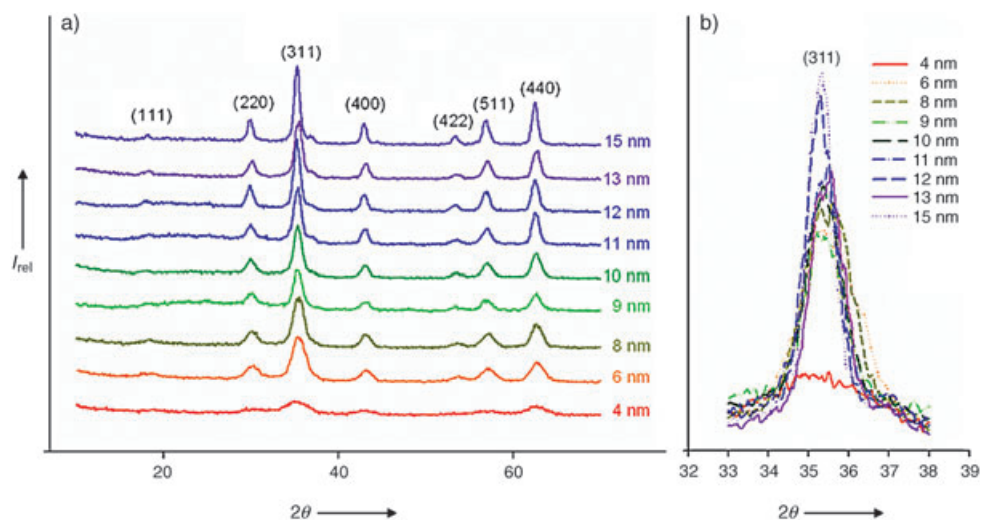 a)
(111)
(220)
(311)
(400)
(422)
(511)
(440)
15 nm
13 nm
12 nm
11 nm
10 nm
9 nm
8 nm
6 nm
4 nm
I rel
20
40
60
2θ
b)
(311)
4 nm
6 nm
8 nm
9 nm
10 nm
11 nm
12 nm
13 nm
15 nm
32 33 34 35 36 37 38 39
2θ